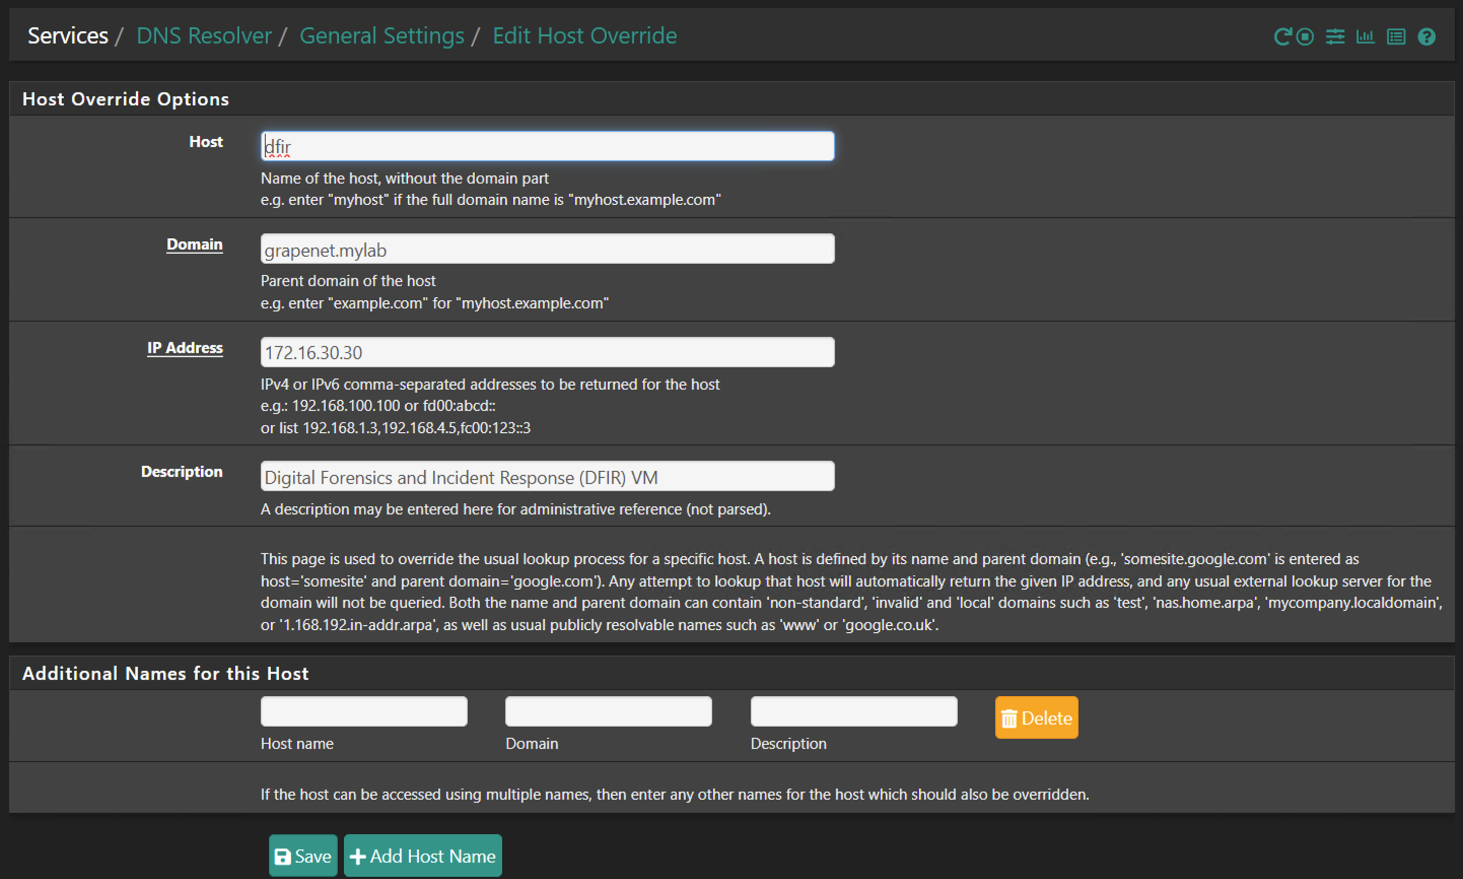 Services / DNS Resolver / General Settings / Edit Host Override
Host Override Options
Host
dfir
Name of the host, without the domain part
e.g. enter "myhost" if the full domain name is "myhost.example.com"
Domain
grapenet.mylab
Parent domain of the host
e.g. enter "example.com" for "myhost.example.com"
IP Address
172.16.30.30
IPv4 or IPv6 comma-separated addresses to be returned for the host
e.g.: 192.168.100.100 or fd00:abcd::
or list 192.168.1.3,192.168.4.5,fc00:123::3
Description
Digital Forensics and Incident Response (DFIR) VM
A description may be entered here for administrative reference (not parsed).
This page is used to override the usual lookup process for a specific host. A host is defined by its name and parent domain (e.g., 'somesite.google.com' is entered as
host='somesite' and parent domain='google.com'). Any attempt to lookup that host will automatically return the given IP address, and any usual external lookup server for the
domain will not be queried. Both the name and parent domain can contain 'non-standard', 'invalid' and 'local' domains such as 'test', 'nas.home.arpa', 'mycompany.localdomain',
or '1.168.192.in-addr.arpa', as well as usual publicly resolvable names such as 'www' or 'google.co.uk'.
Additional Names for this Host
Delete
Host name Domain Description
If the host can be accessed using multiple names, then enter any other names for the host which should also be overridden.
Save + Add Host Name